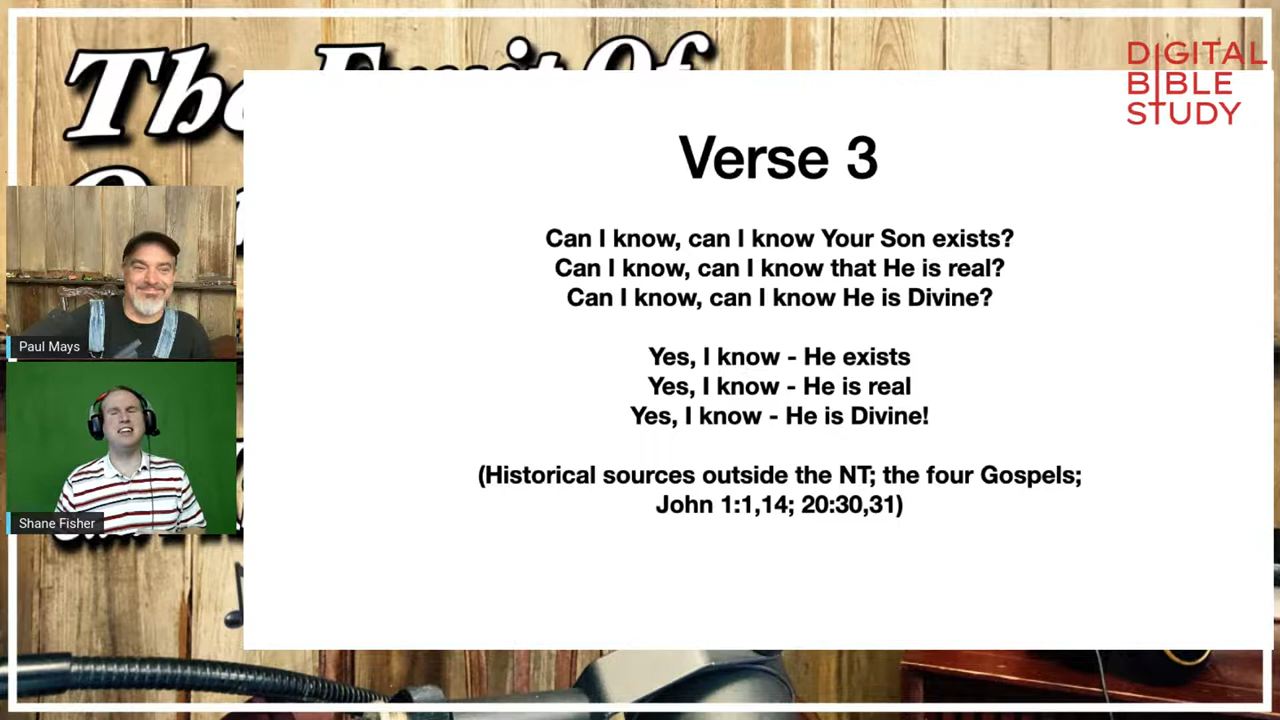 The Fruit Of
DIGITAL
BIBLE
STUDY
Verse 3
Can I know, can I know Your Son exists?
Can I know, can I know that He is real?
Can I know, can I know He is Divine?
Yes, I know - He exists
Yes, I know - He is real
Yes, I know - He is Divine!
(Historical sources outside the NT; the four Gospels;
John 1:1,14; 20:30,31)
Paul Mays
Shane Fisher